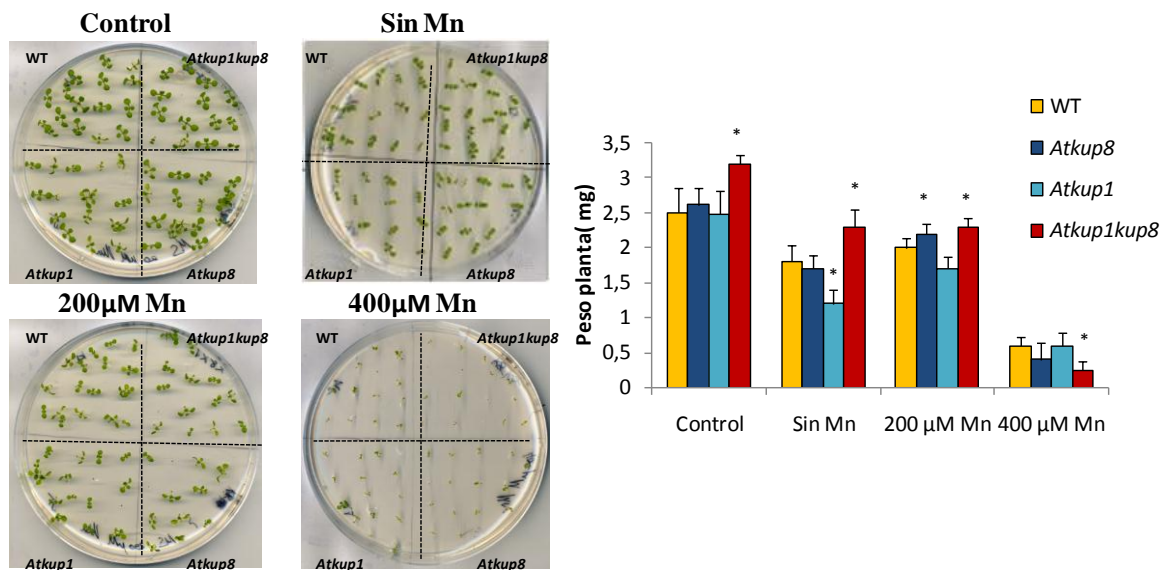 Control
Sin Mn
WT
Atkup1kup8
Atkup1
Atkup8
WT
Atkup1kup8
Atkup1
Atkup8
200µM Mn
400µM Mn
WT
Atkup1kup8
Atkup1
Atkup8
WT
Atkup1kup8
Atkup1
Atkup8
Peso planta( mg)
3,5
3
2,5
2
1,5
1
0,5
0
* * * * * *
Control
Sin Mn
200 µM Mn
400 µM Mn
WT
Atkup8
Atkup1
Atkup1kup8